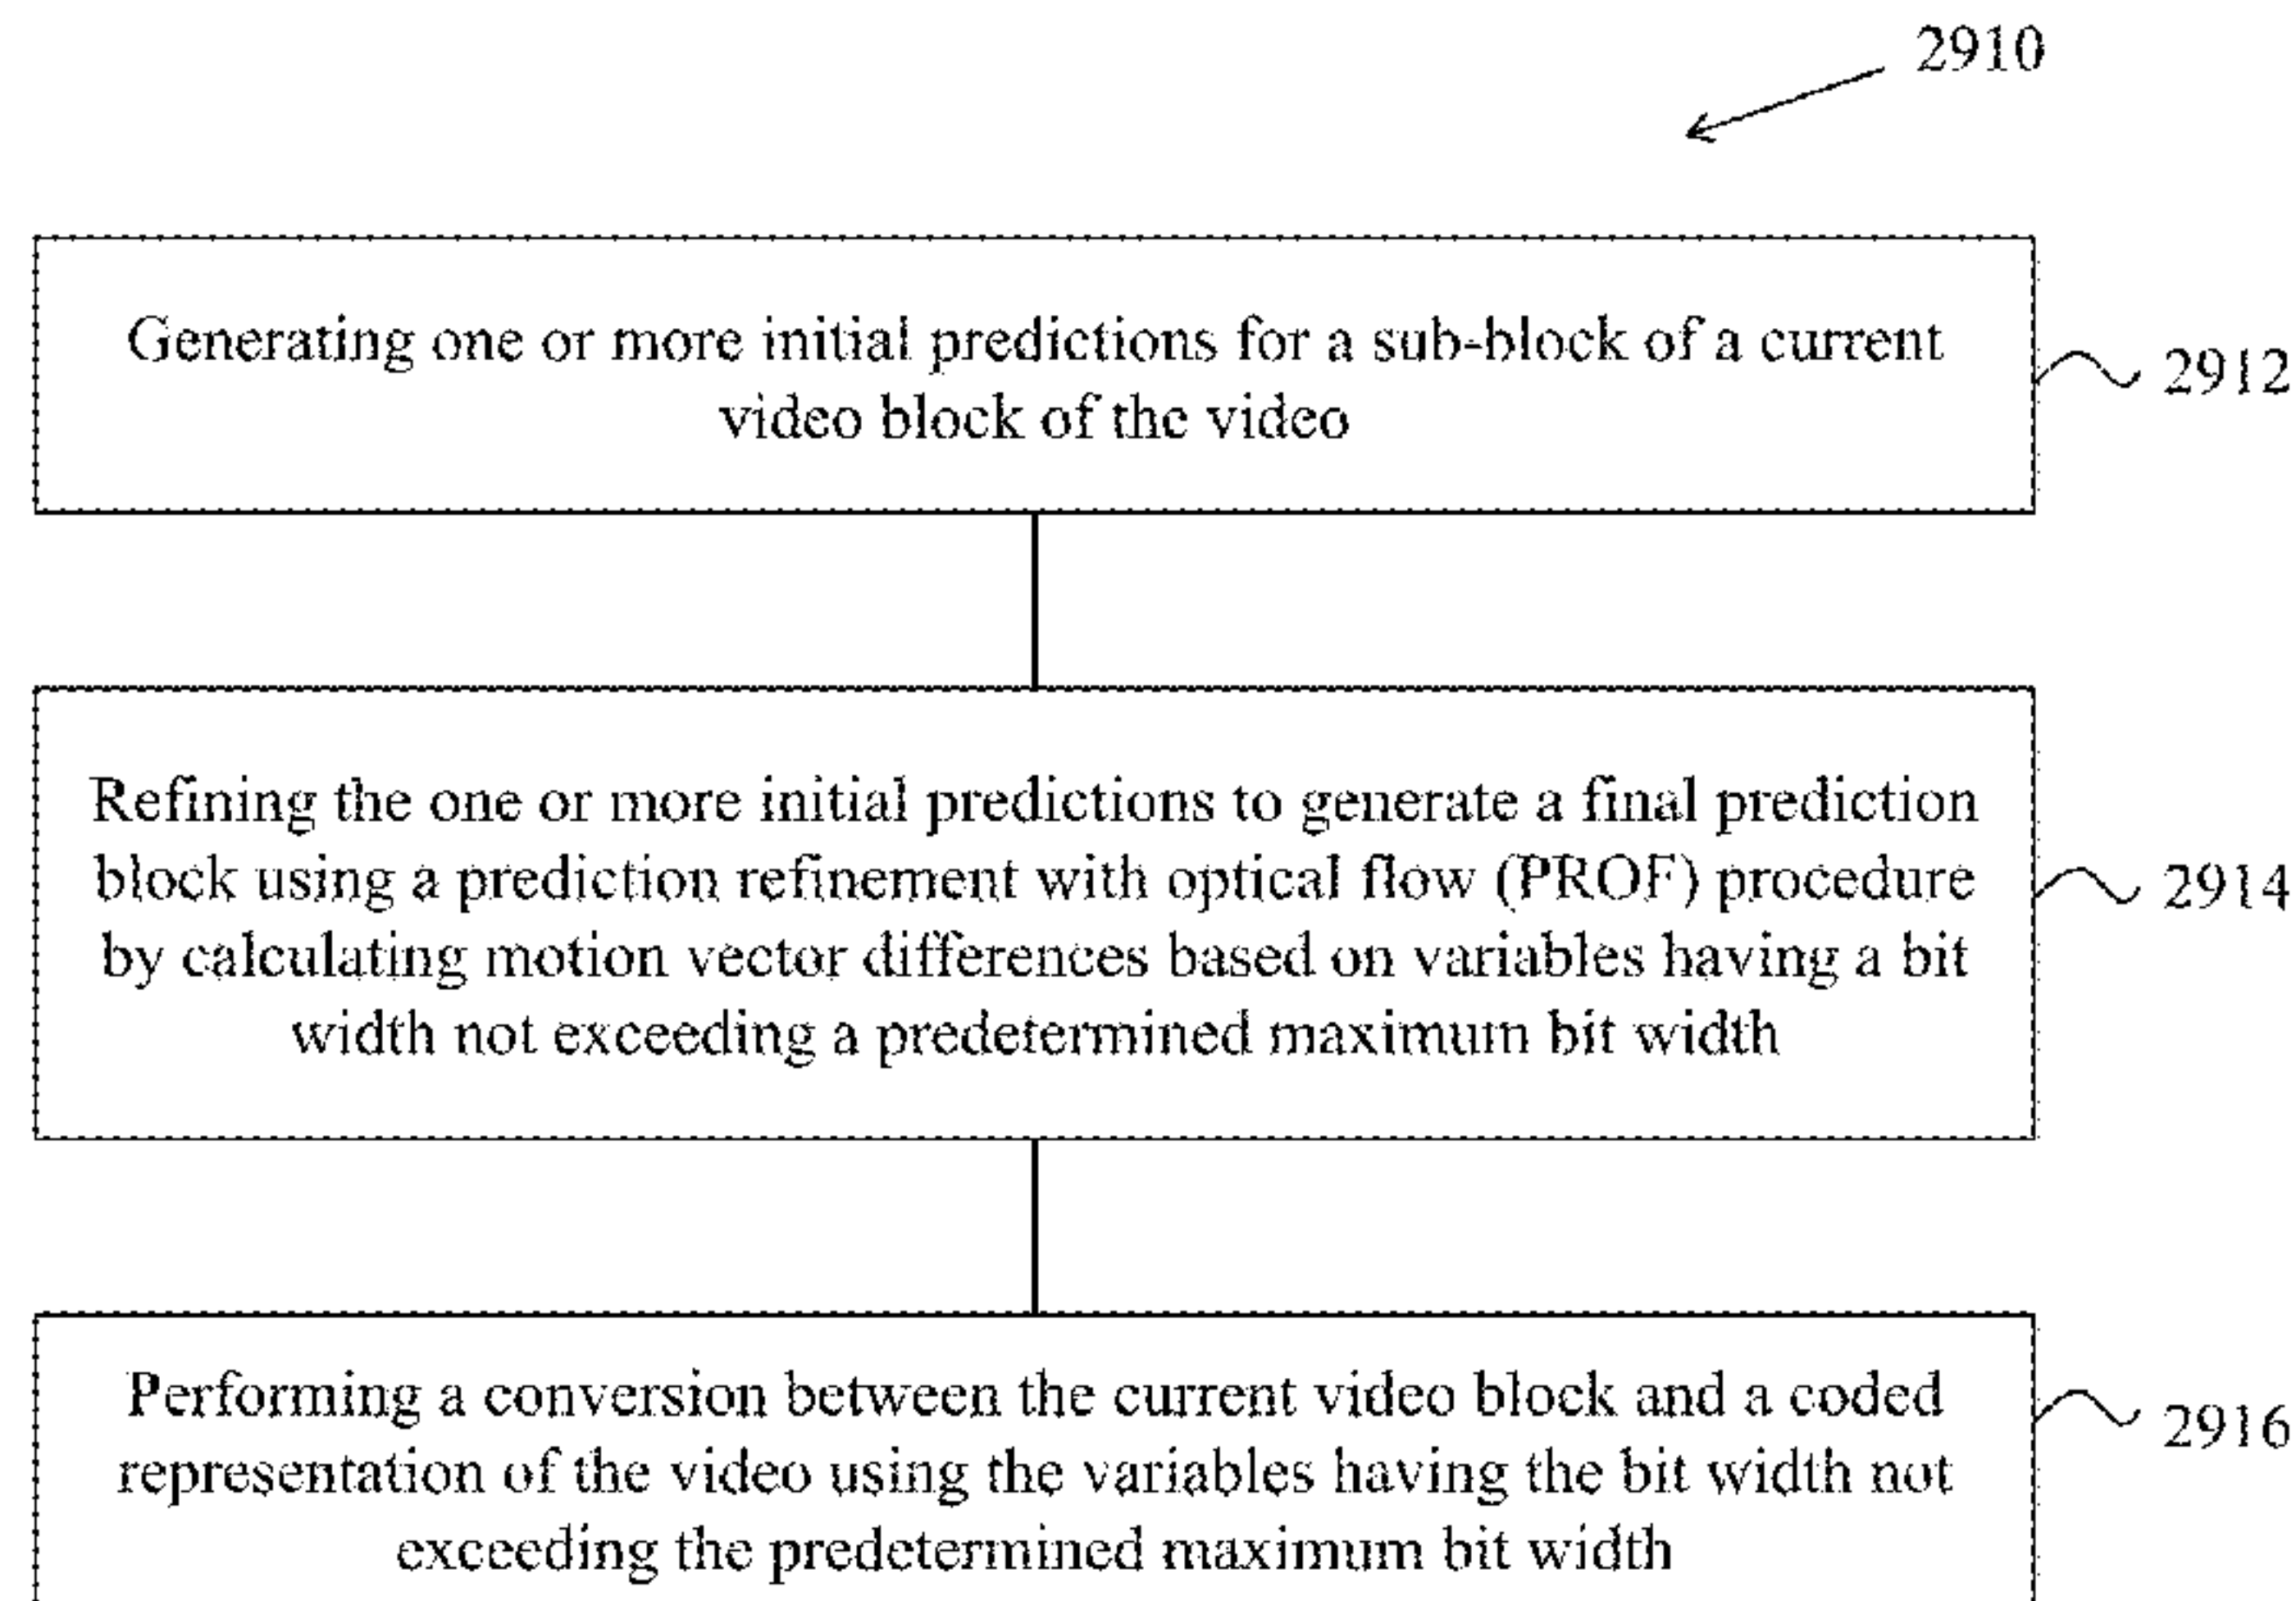 2910
Generating one or more initial predictions for a sub-block of a current
video block of the video
2912
Refining the one or more initial predictions to generate a final prediction
block using a prediction refinement with optical flow (PROF) procedure
by calculating motion vector differences based on variables having a bit
width not exceeding a predetermined maximum bit width
2914
Performing a conversion between the current video block and a coded
representation of the video using the variables having the bit width not
exceeding the predetermined maximum bit width
2916